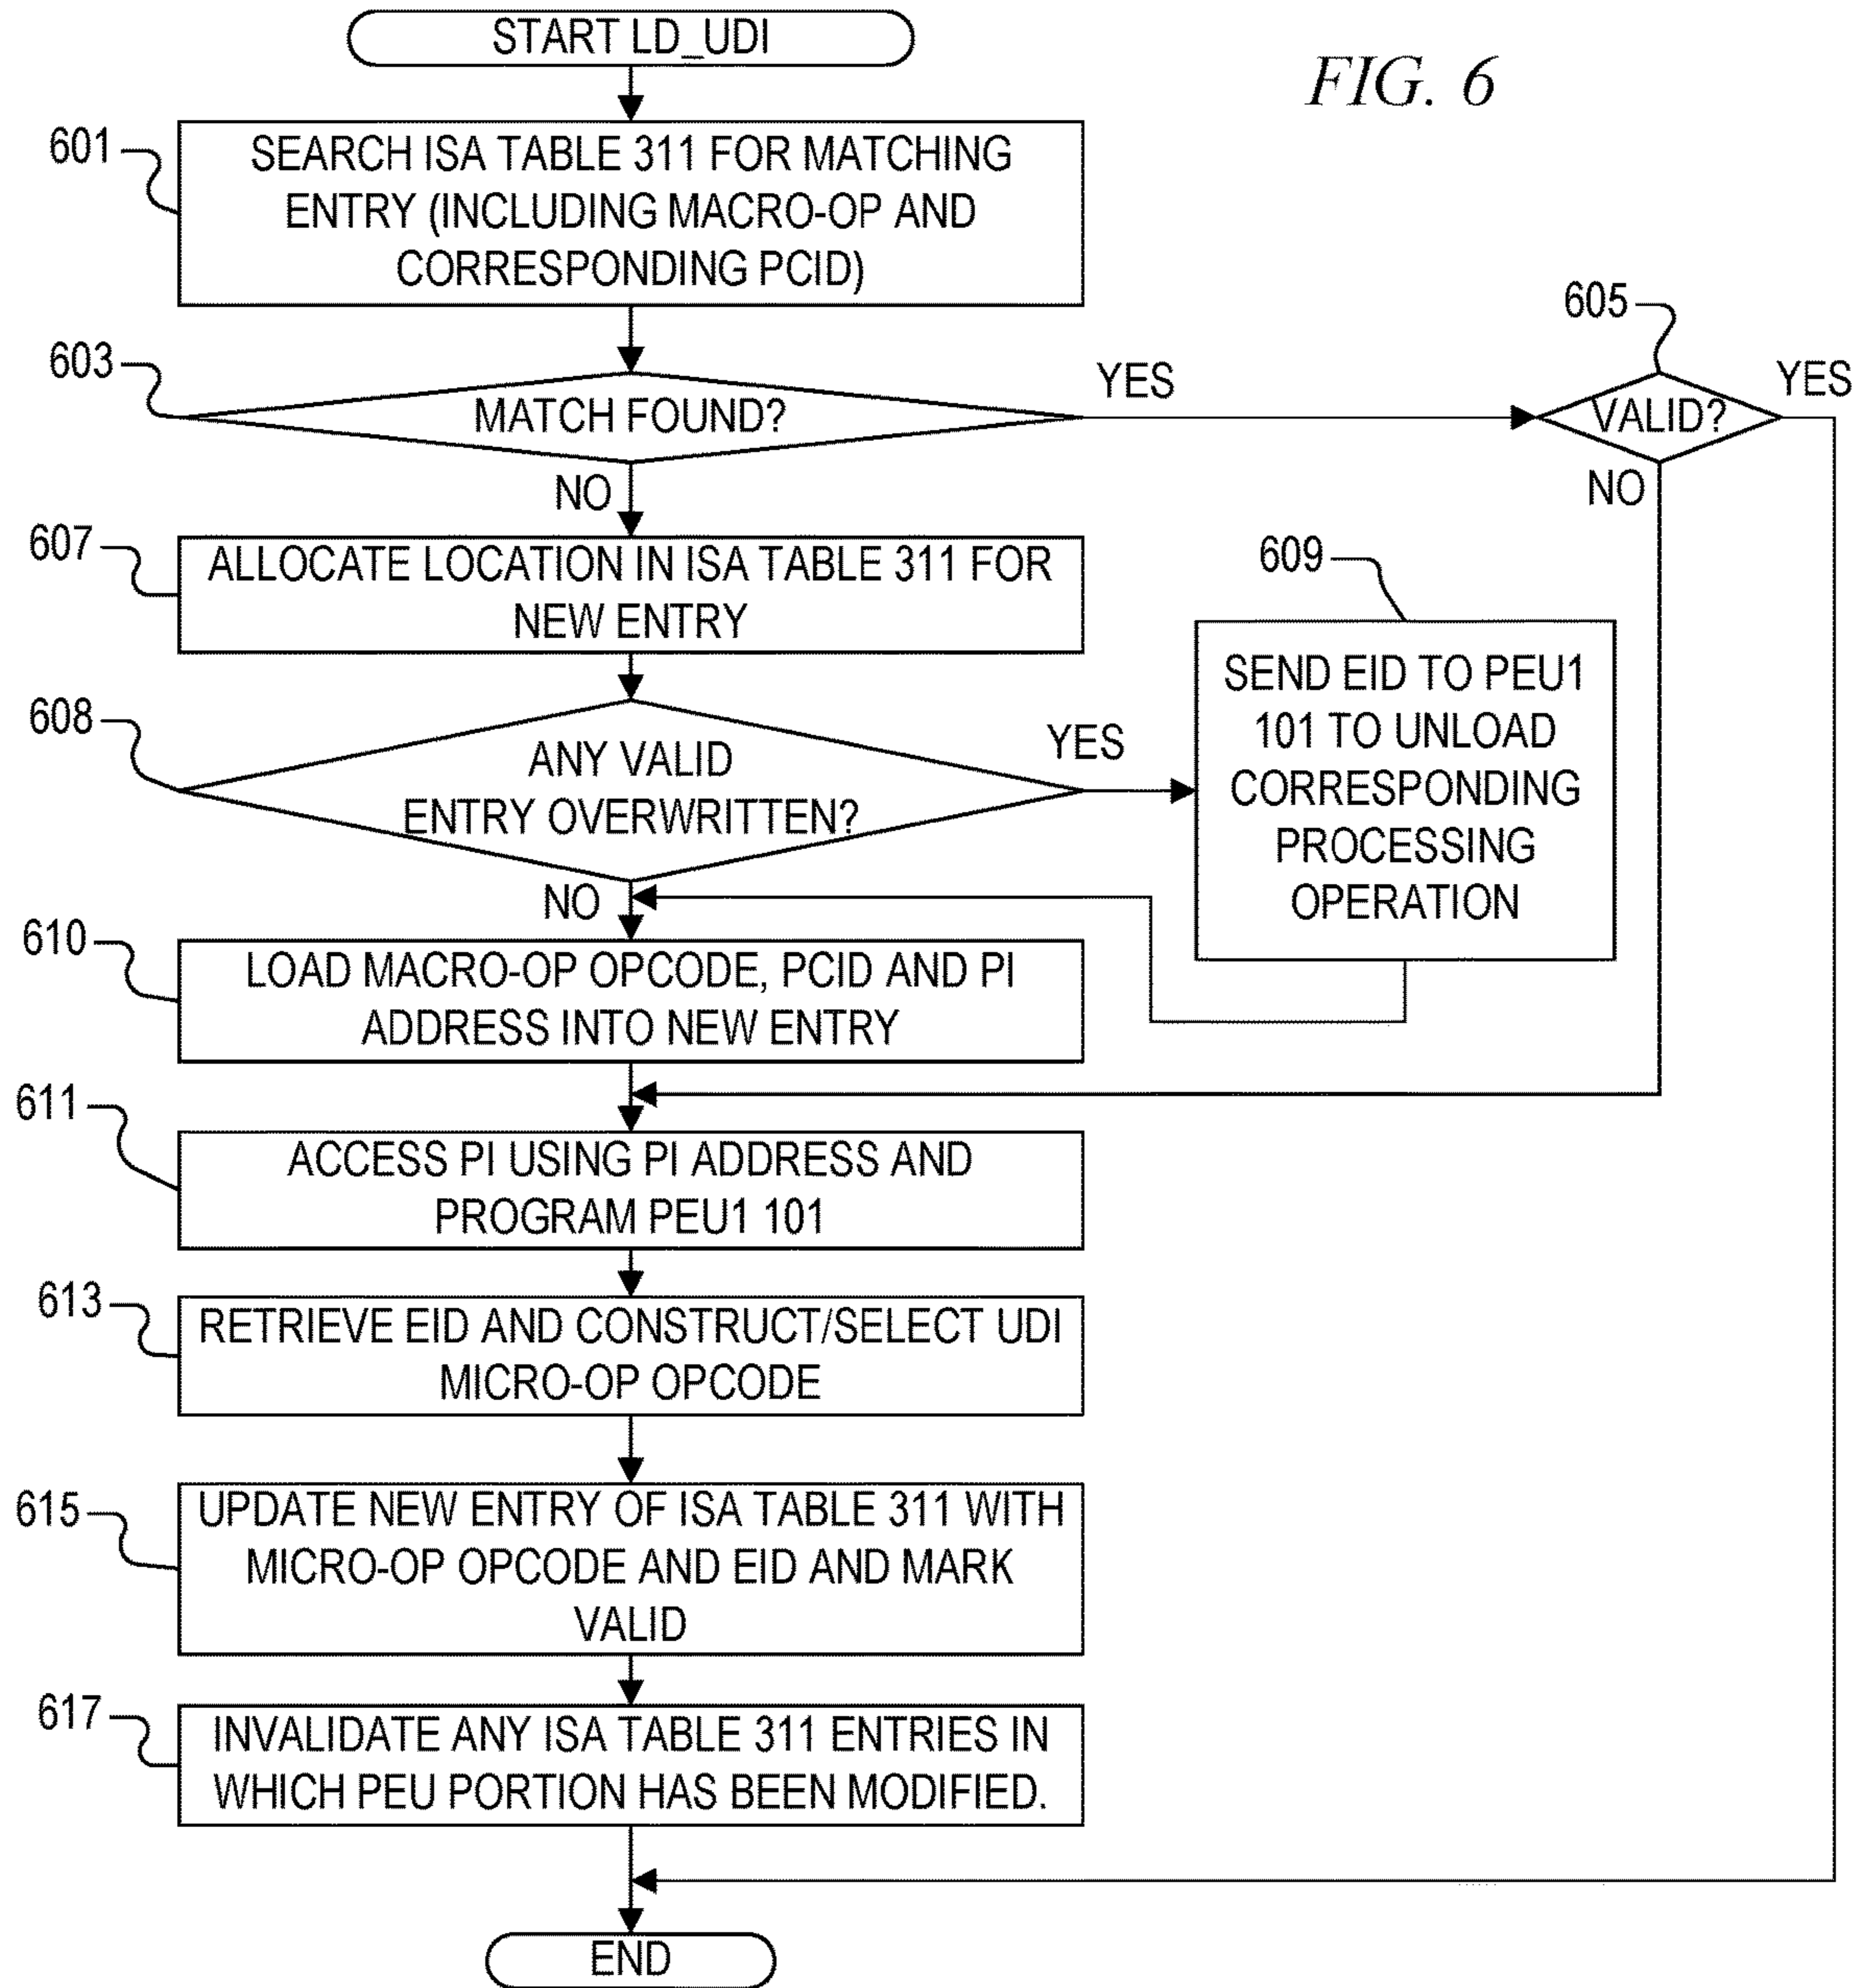 START LD_UDI
FIG. 6
601
SEARCH ISA TABLE 311 FOR MATCHING
ENTRY (INCLUDING MACRO-OP AND
CORRESPONDING PCID)
605
603
MATCH FOUND?
YES
VALID?
YES
NO
NO
607
ALLOCATE LOCATION IN ISA TABLE 311 FOR
NEW ENTRY
609
SEND EID TO PEU1
101 TO UNLOAD
CORRESPONDING
PROCESSING
OPERATION
608
ANY VALID
ENTRY OVERWRITTEN?
YES
NO
610
LOAD MACRO-OP OPCODE, PCID AND PI
ADDRESS INTO NEW ENTRY
611
ACCESS PI USING PI ADDRESS AND
PROGRAM PEU1 101
613
RETRIEVE EID AND CONSTRUCT/SELECT UDI
MICRO-OP OPCODE
615
UPDATE NEW ENTRY OF ISA TABLE 311 WITH
MICRO-OP OPCODE AND EID AND MARK
VALID
617
INVALIDATE ANY ISA TABLE 311 ENTRIES IN
WHICH PEU PORTION HAS BEEN MODIFIED.
END